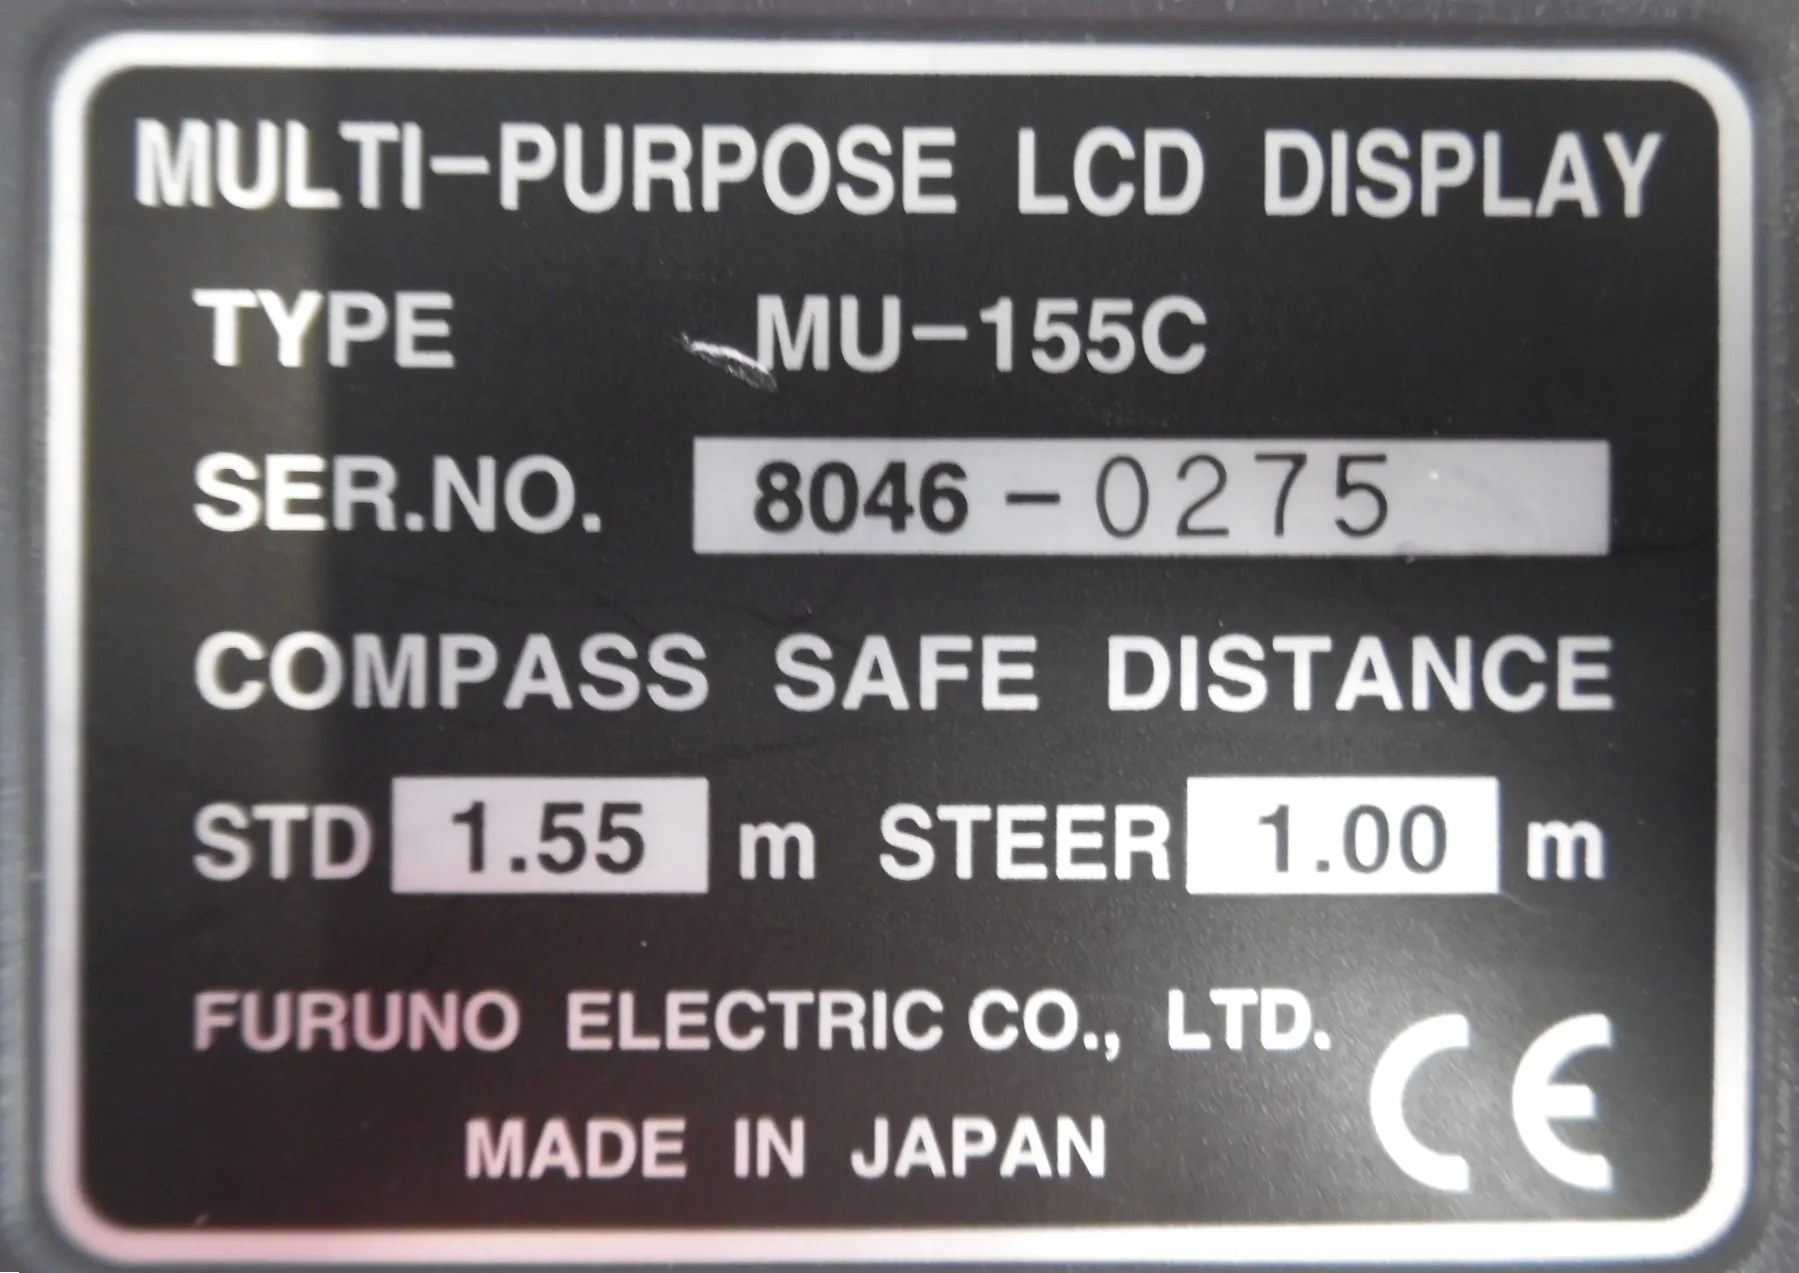 MULTI-PURPOSE LCD DISPLAY
TYPE MU-155C
SER.NO. 8046-0275
COMPASS SAFE DISTANCE
STD 1.55 m STEER 1.00 m
FURUNO ELECTRIC CO., LTD.
MADE IN JAPAN CE